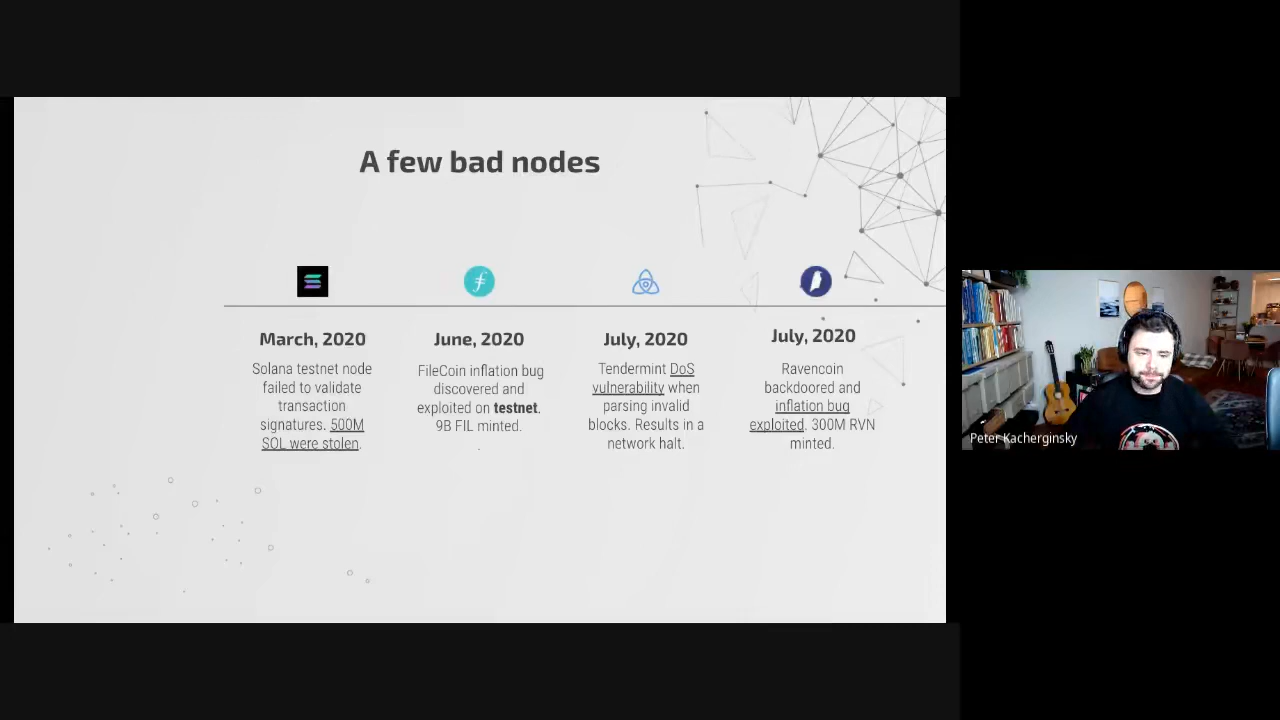 A few bad nodes
March, 2020
Solana testnet node
failed to validate
transaction
signatures. 500M
SOL were stolen.
June, 2020
FileCoin inflation bug
discovered and
exploited on testnet.
9B FIL minted.
.
July, 2020
Tendermint DoS
vulnerability when
parsing invalid
blocks. Results in a
network halt.
July, 2020
Ravencoin
backdoored and
inflation bug
exploited. 300M RVN
minted.
Peter Kacherginsky